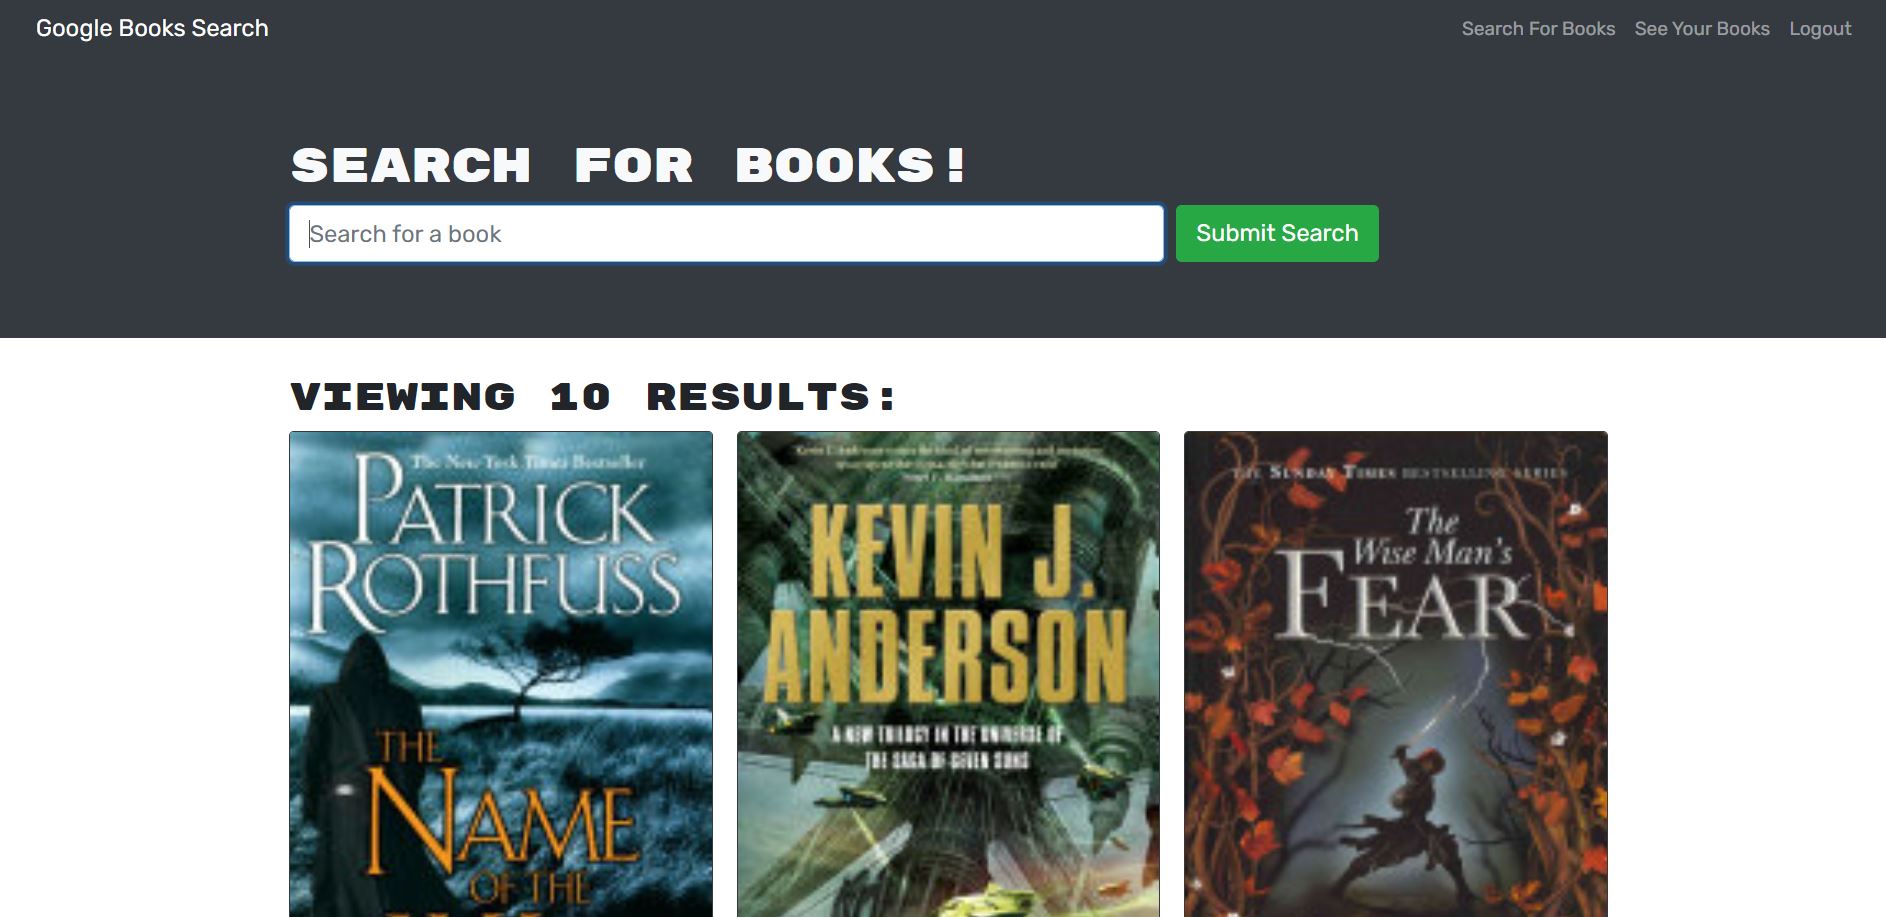 Google Books Search
Search For Books See Your Books Logout
SEARCH FOR BOOKS!
Search for a book
Submit Search
VIEWING 10 RESULTS:
The New York Times Bestseller
PATRICK
ROTHFUSS
THE
NAME
OF THE
KEVIN J.
ANDERSON
A NEW TRILOGY IN THE UNIVERSE OF
THE SAGA OF SEVEN SUNS
THE SUNDAY TIMES BESTSELLING SERIES
The
Wise Man's
FEAR